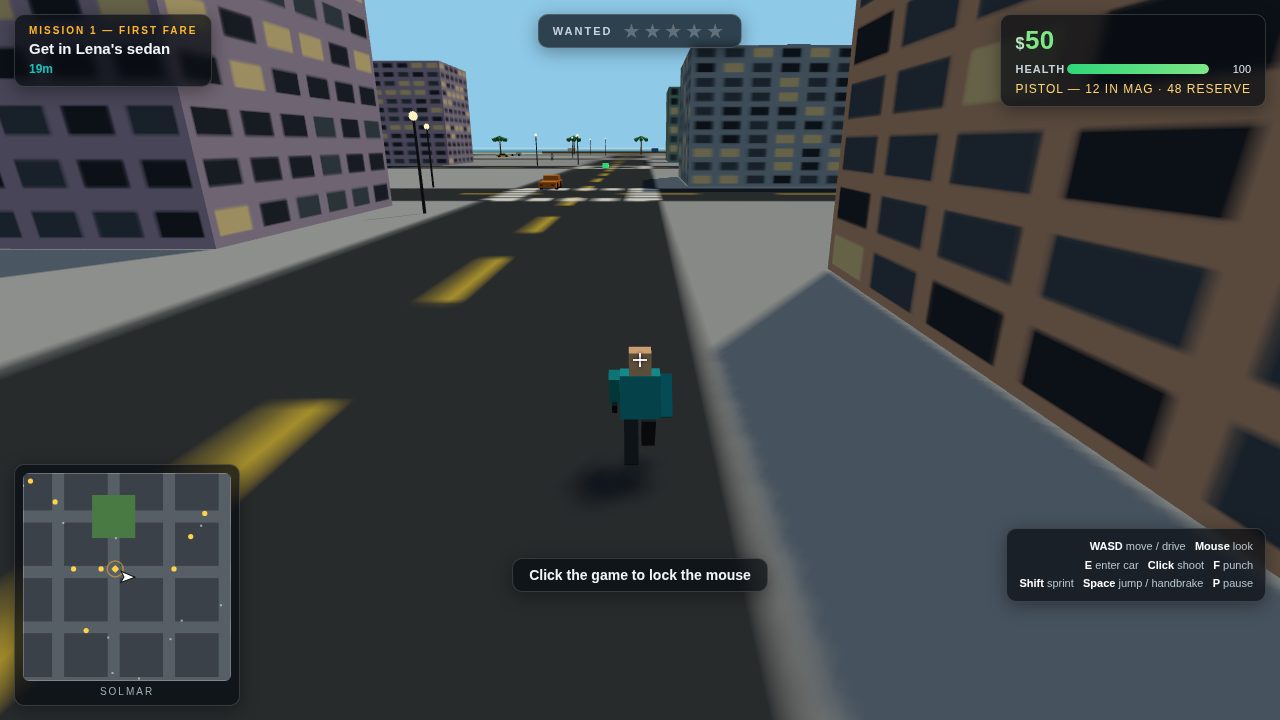 MISSION 1 — FIRST FARE
Get in Lena's sedan
19m
WANTED ★★★★★
$50
HEALTH 100
PISTOL — 12 IN MAG · 48 RESERVE
Click the game to lock the mouse
WASD move / drive Mouse look
E enter car Click shoot F punch
Shift sprint Space jump / handbrake P pause
SOLMAR